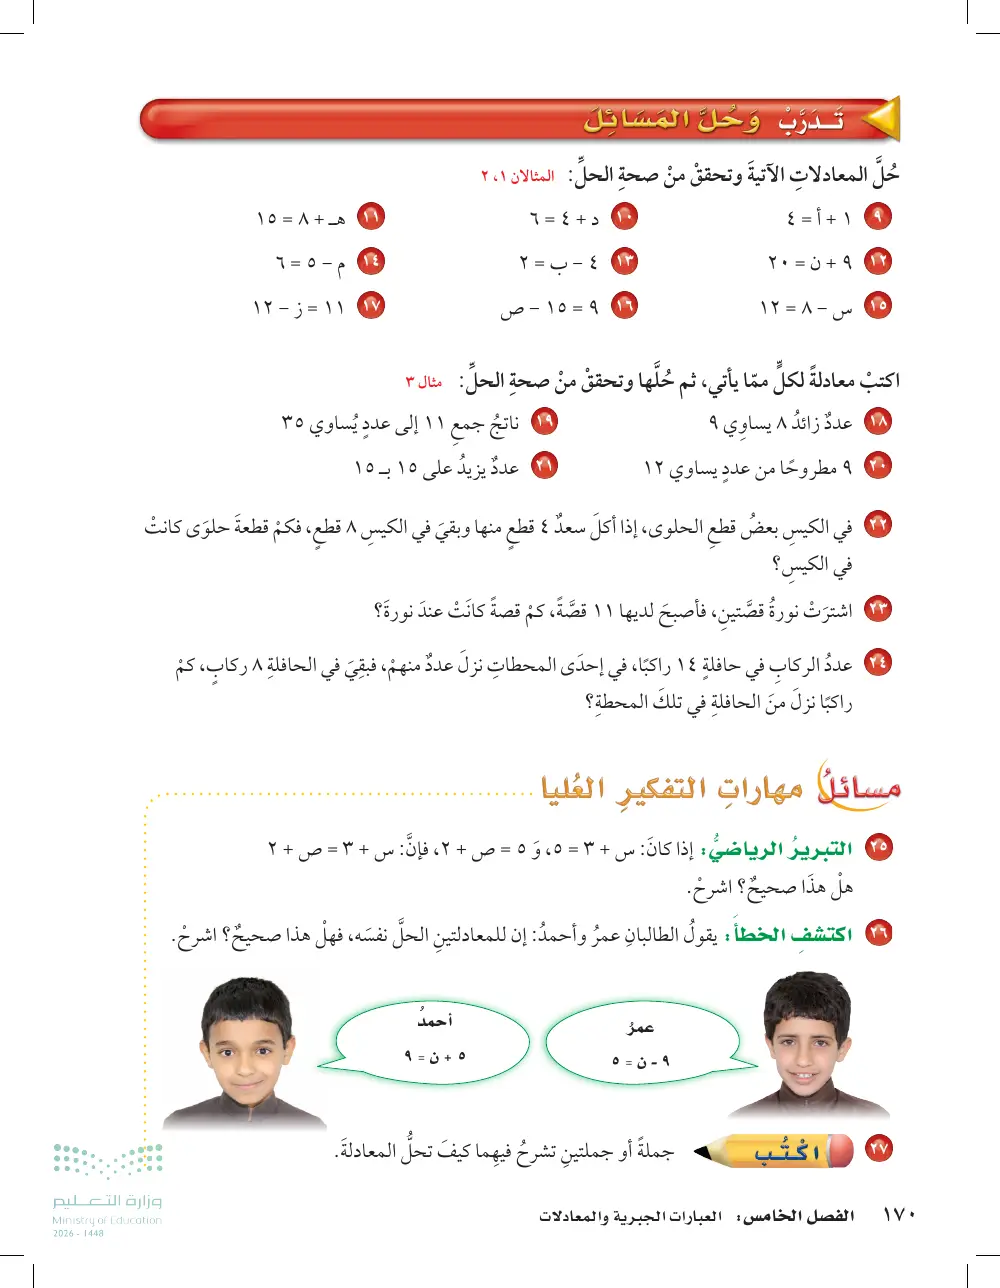 تَـدَرَّبْ وَحُلَّ المَسَائِلَ
حُلَّ المعادلاتِ الآتيةَ وتحققْ منْ صحةِ الحلِّ: المثالان ١، ٢
٩ ١ + أ = ٤ ١٠ د + ٤ = ٦ ١١ هـ + ٨ = ١٥
١٢ ٩ + ن = ٢٠ ١٣ ٤ – ب = ٢ ١٤ م – ٥ = ٦
١٥ س – ٨ = ١٢ ١٦ ٩ = ١٥ – ص ١٧ ١١ = ز – ١٢
اكتبْ معادلةً لكلٍّ ممّا يأتي، ثم حُلَّها وتحققْ منْ صحةِ الحلِّ: مثال ٣
١٨ عددٌ زائدُ ٨ يساوِي ٩ ١٩ ناتجُ جمعِ ١١ إلى عددٍ يُساوي ٣٥
٢٠ ٩ مطروحًا من عددٍ يساوي ١٢ ٢١ عددٌ يزيدُ على ١٥ بـ ١٥
٢٢ في الكيسِ بعضُ قطعِ الحلوى، إذا أكلَ سعدٌ ٤ قطعٍ منها وبقيَ في الكيسِ ٨ قطعٍ، فكمْ قطعةَ حلوَى كانتْ
في الكيسِ؟
٢٣ اشترَتْ نورةُ قصَّتينِ، فأصبحَ لديها ١١ قصَّةً، كمْ قصةً كانَتْ عندَ نورةَ؟
٢٤ عددُ الركابِ في حافلةٍ ١٤ راكبًا، في إحدَى المحطاتِ نزلَ عددٌ منهمْ، فبقِيَ في الحافلةِ ٨ ركابٍ، كمْ
راكبًا نزلَ منَ الحافلةِ في تلكَ المحطةِ؟
مسائلُ مهاراتِ التفكيرِ العُليا
٢٥ التبريرُ الرياضيُّ: إذا كانَ: س + ٣ = ٥، وَ ٥ = ص + ٢، فإنَّ: س + ٣ = ص + ٢
هلْ هذَا صحيحٌ؟ اشرحْ.
٢٦ اكتشفِ الخطأَ: يقولُ الطالبانِ عمرُ وأحمدُ: إن للمعادلتينِ الحلَّ نفسَه، فهلْ هذا صحيحٌ؟ اشرحْ.
عمرُ
٩ - ن = ٥
أحمدُ
٥ + ن = ٩
٢٧ اكْتُب جملةً أو جملتينِ تشرحُ فيهِما كيفَ تحلُّ المعادلةَ.
وزارة التعـــليم
Ministry of Education
2026 - 1448
١٧٠ الفصل الخامس: العبارات الجبرية والمعادلات